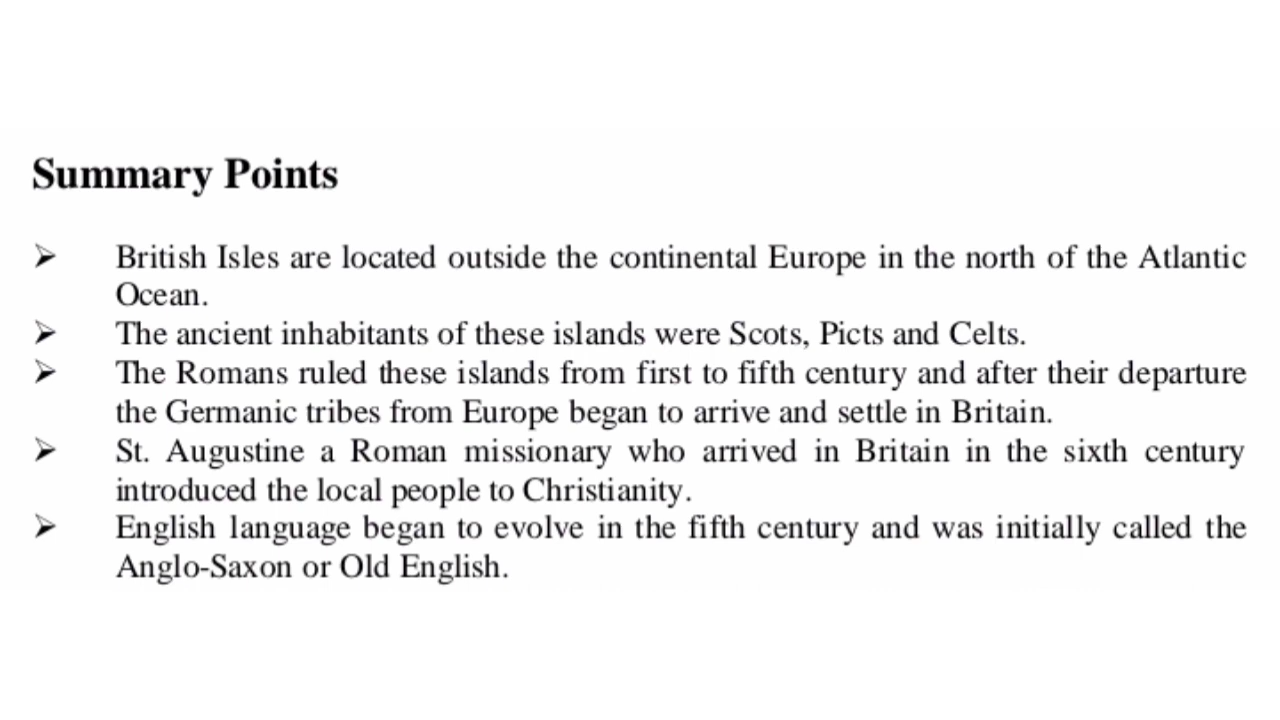 Summary Points
➢ British Isles are located outside the continental Europe in the north of the Atlantic
Ocean.
➢ The ancient inhabitants of these islands were Scots, Picts and Celts.
➢ The Romans ruled these islands from first to fifth century and after their departure
the Germanic tribes from Europe began to arrive and settle in Britain.
➢ St. Augustine a Roman missionary who arrived in Britain in the sixth century
introduced the local people to Christianity.
➢ English language began to evolve in the fifth century and was initially called the
Anglo-Saxon or Old English.